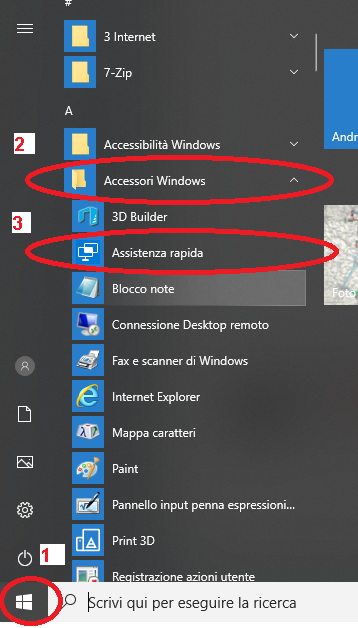 #
3 Internet
7-Zip
A
2
Accessibilità Windows
Accessori Windows
3
3D Builder
Assistenza rapida
Blocco note
Connessione Desktop remoto
Fax e scanner di Windows
Internet Explorer
Mappa caratteri
Paint
Pannello input penna espressioni...
Print 3D
1
Registrazione azioni utente
Scrivi qui per eseguire la ricerca
Andr
Foto